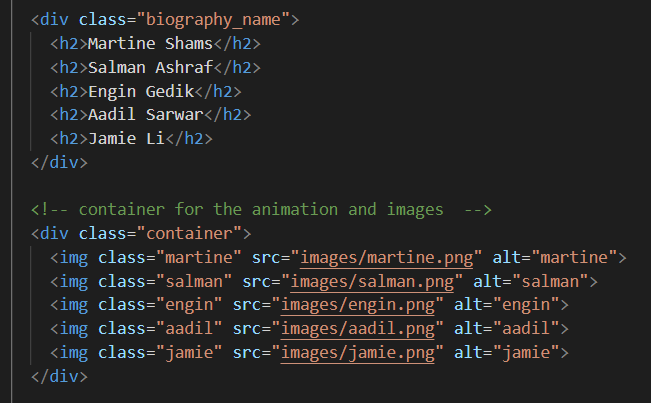 <div class="biography_name">
<h2>Martine Shams</h2>
<h2>Salman Ashraf</h2>
<h2>Engin Gedik</h2>
<h2>Aadil Sarwar</h2>
<h2>Jamie Li</h2>
</div>
<!-- container for the animation and images  -->
<div class="container">
<img class="martine" src="images/martine.png" alt="martine">
<img class="salman" src="images/salman.png" alt="salman">
<img class="engin" src="images/engin.png" alt="engin">
<img class="aadil" src="images/aadil.png" alt="aadil">
<img class="jamie" src="images/jamie.png" alt="jamie">
</div>